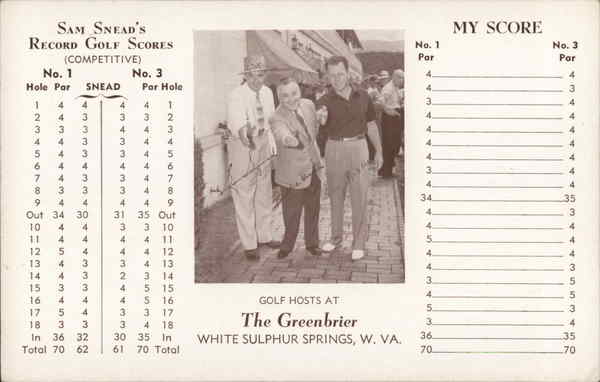 SAM SNEAD'S
RECORD GOLF SCORES
(COMPETITIVE)
No. 1 No. 3
Hole Par SNEAD Par Hole
1 4 4 4 4 1
2 4 3 3 3 2
3 3 3 4 4 3
4 4 3 3 4 4
5 4 3 3 4 5
6 4 4 4 4 6
7 4 4 3 4 7
8 3 3 3 4 8
9 4 4 4 4 9
Out 34 30 31 35 Out
10 4 4 3 3 10
11 4 4 4 4 11
12 5 4 4 4 12
13 4 3 3 4 13
14 4 3 2 3 14
15 3 3 4 5 15
16 4 4 4 5 16
17 5 4 3 3 17
18 3 3 3 4 18
In 36 32 30 35 In
Total 70 62 61 70 Total
GOLF HOSTS AT
The Greenbrier
WHITE SULPHUR SPRINGS, W. VA.
MY SCORE
No. 1 No. 3
Par Par
4 4
4 3
3 4
4 4
4 4
4 4
4 4
3 4
4 4
34 35
4 3
4 4
5 4
4 4
4 3
3 5
4 5
5 3
3 4
36 35
70 70